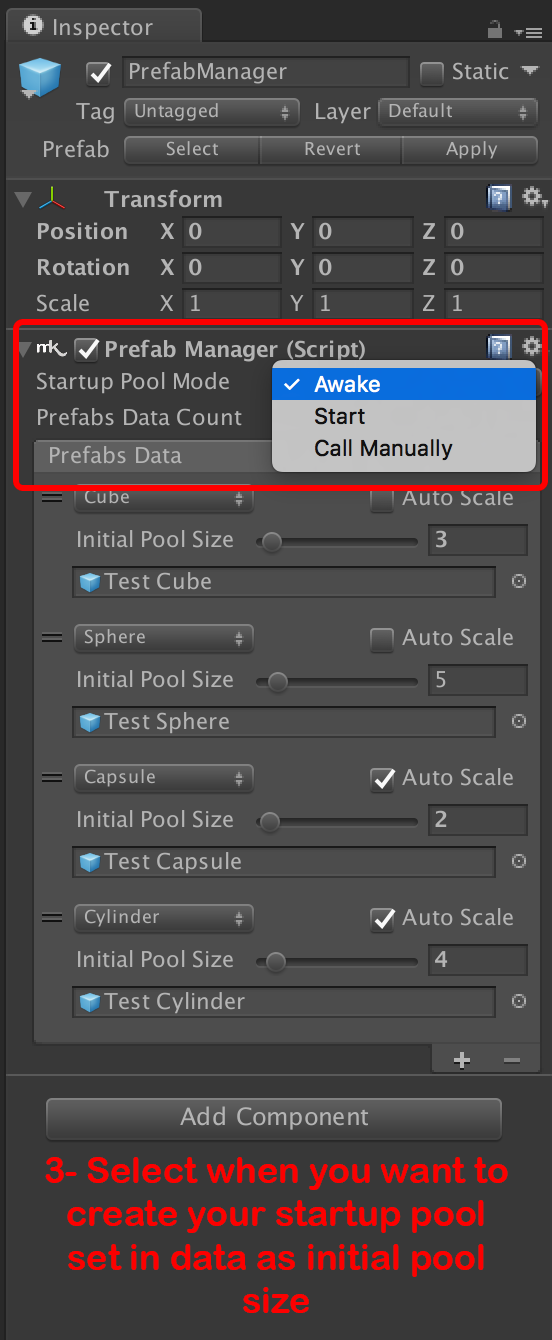 Inspector
PrefabManager Static
Tag Untagged Layer Default
Prefab Select Revert Apply
Transform
Position X 0 Y 0 Z 0
Rotation X 0 Y 0 Z 0
Scale X 1 Y 1 Z 1
mk Prefab Manager (Script)
Startup Pool Mode
Awake
Prefabs Data Count
Start
Call Manually
Prefabs Data
Cube Auto Scale
Initial Pool Size 3
Test Cube
Sphere Auto Scale
Initial Pool Size 5
Test Sphere
Capsule Auto Scale
Initial Pool Size 2
Test Capsule
Cylinder Auto Scale
Initial Pool Size 4
Test Cylinder
Add Component
3- Select when you want to
create your startup pool
set in data as initial pool
size